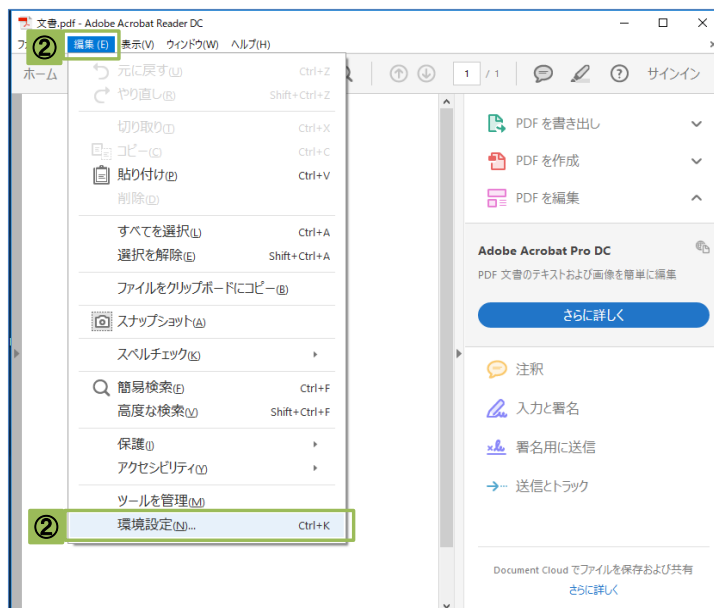 文書.pdf - Adobe Acrobat Reader DC
② 編集(E) 表示(V) ウィンドウ(W) ヘルプ(H)
ホーム 1 / 1 サインイン
元に戻す(U) Ctrl+Z
やり直し(R) Shift+Ctrl+Z
切り取り(T) Ctrl+X
コピー(C) Ctrl+C
貼り付け(P) Ctrl+V
削除(D)
すべてを選択(L) Ctrl+A
選択を解除(E) Shift+Ctrl+A
ファイルをクリップボードにコピー(B)
スナップショット(A)
スペルチェック(K)
簡易検索(F) Ctrl+F
高度な検索(V) Shift+Ctrl+F
保護(I)
アクセシビリティ(Y)
ツールを管理(M)
② 環境設定(N)... Ctrl+K
PDF を書き出し
PDF を作成
PDF を編集
Adobe Acrobat Pro DC
PDF 文書のテキストおよび画像を簡単に編集
さらに詳しく
注釈
入力と署名
署名用に送信
送信とトラック
Document Cloud でファイルを保存および共有
さらに詳しく